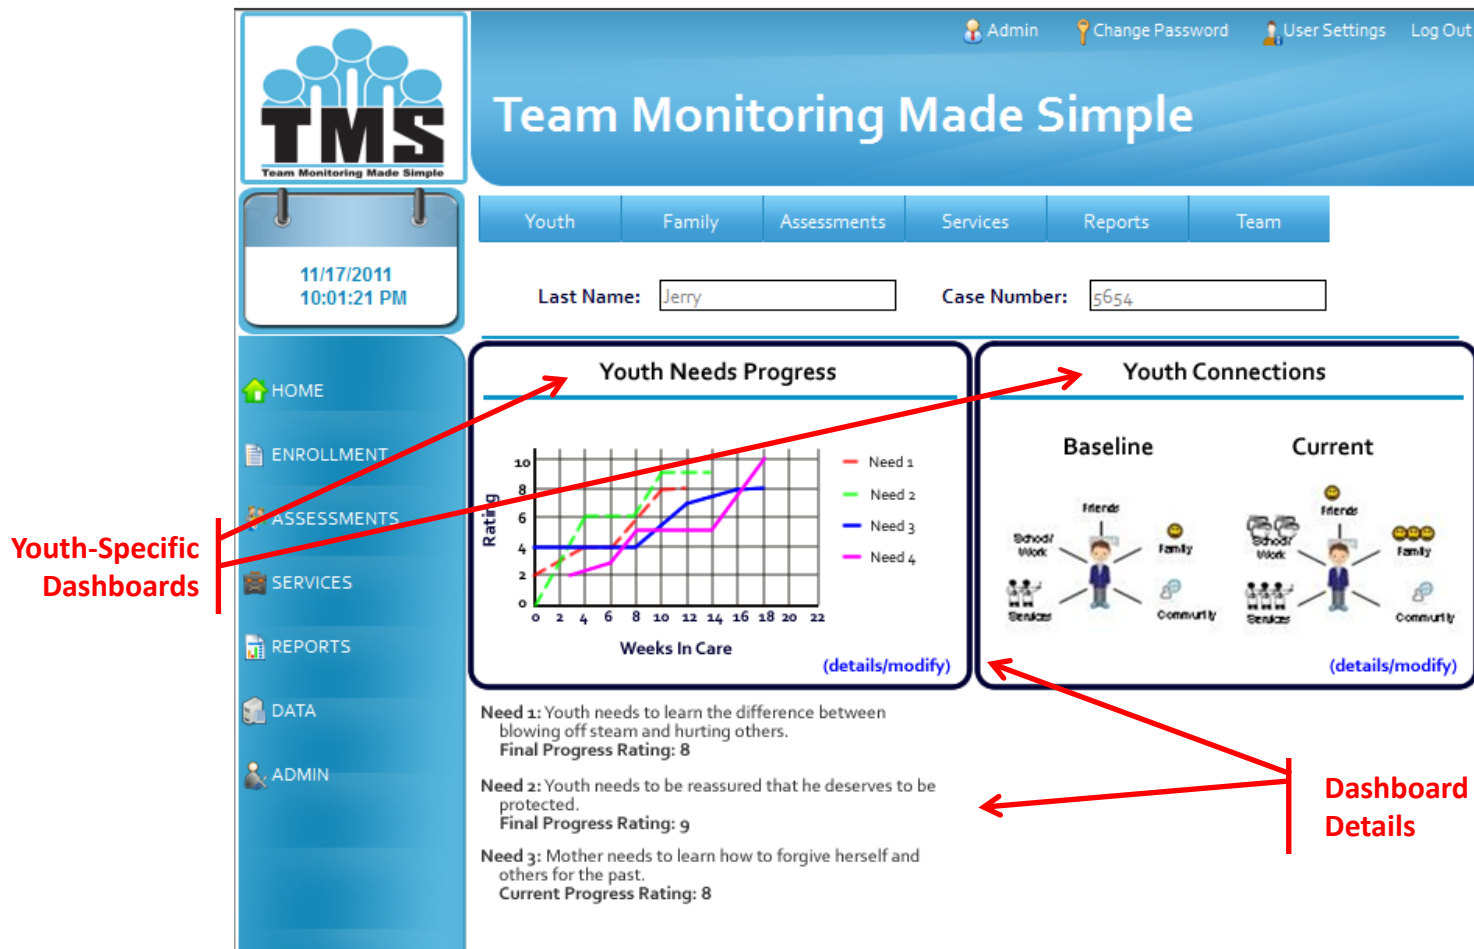 Admin
Change Password
User Settings
Log Out
TMS
Team Monitoring Made Simple
Team Monitoring Made Simple
Youth
Family
Assessments
Services
Reports
Team
11/17/2011
10:01:21 PM
Last Name:
Jerry
Case Number:
5654
HOME
ENROLLMENT
ASSESSMENTS
SERVICES
REPORTS
DATA
ADMIN
Youth-Specific
Dashboards
Youth Needs Progress
Rating
10
8
6
4
2
0
0 2 4 6 8 10 12 14 16 18 20 22
Weeks In Care
Need 1
Need 2
Need 3
Need 4
(details/modify)
Youth Connections
Baseline
Friends
School/
Work
Family
Services
Community
Current
Friends
School/
Work
Family
Services
Community
(details/modify)
Need 1: Youth needs to learn the difference between
blowing off steam and hurting others.
Final Progress Rating: 8
Need 2: Youth needs to be reassured that he deserves to be
protected.
Final Progress Rating: 9
Need 3: Mother needs to learn how to forgive herself and
others for the past.
Current Progress Rating: 8
Dashboard
Details